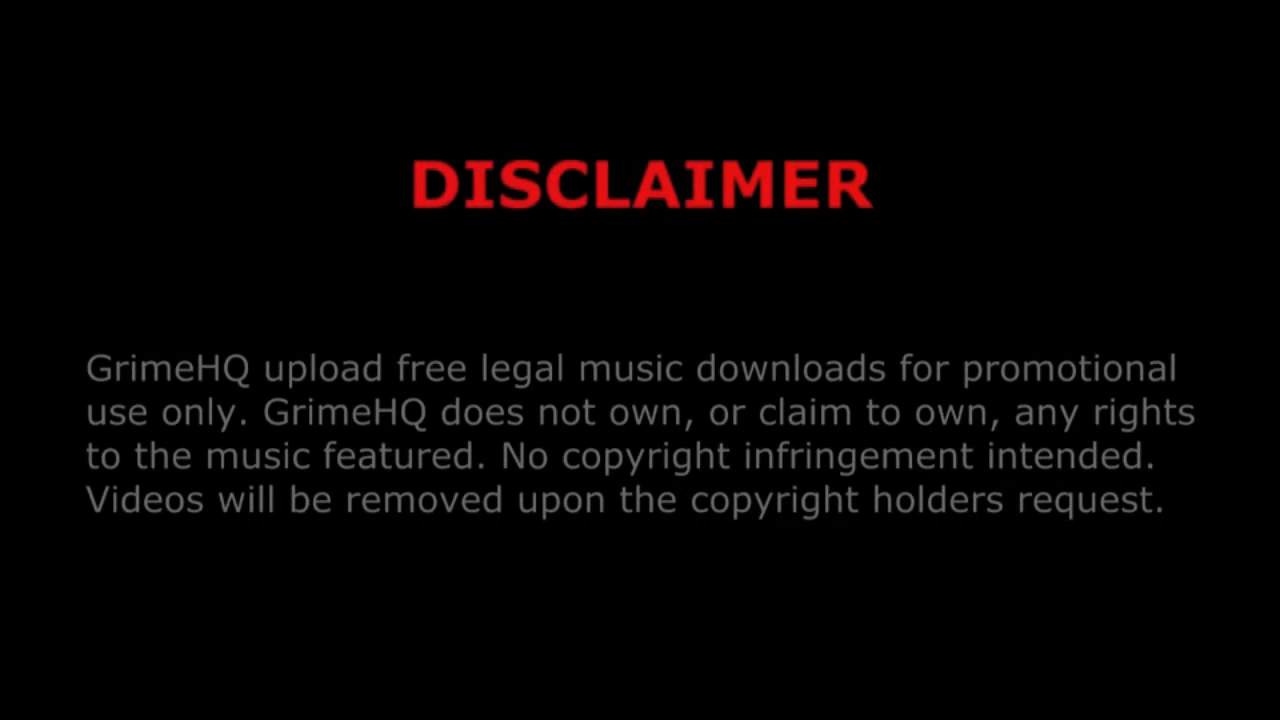 DISCLAIMER
GrimeHQ upload free legal music downloads for promotional
use only. GrimeHQ does not own, or claim to own, any rights
to the music featured. No copyright infringement intended.
Videos will be removed upon the copyright holders request.